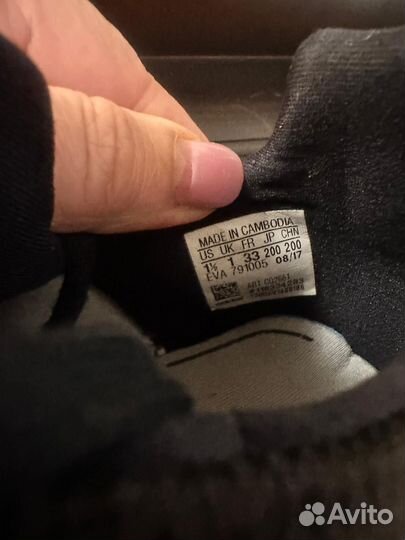 MADE IN CAMBODIA
US UK FR JP CHN
1½ 1 33 200 200
EVA 791005 08/17
ART
Avito